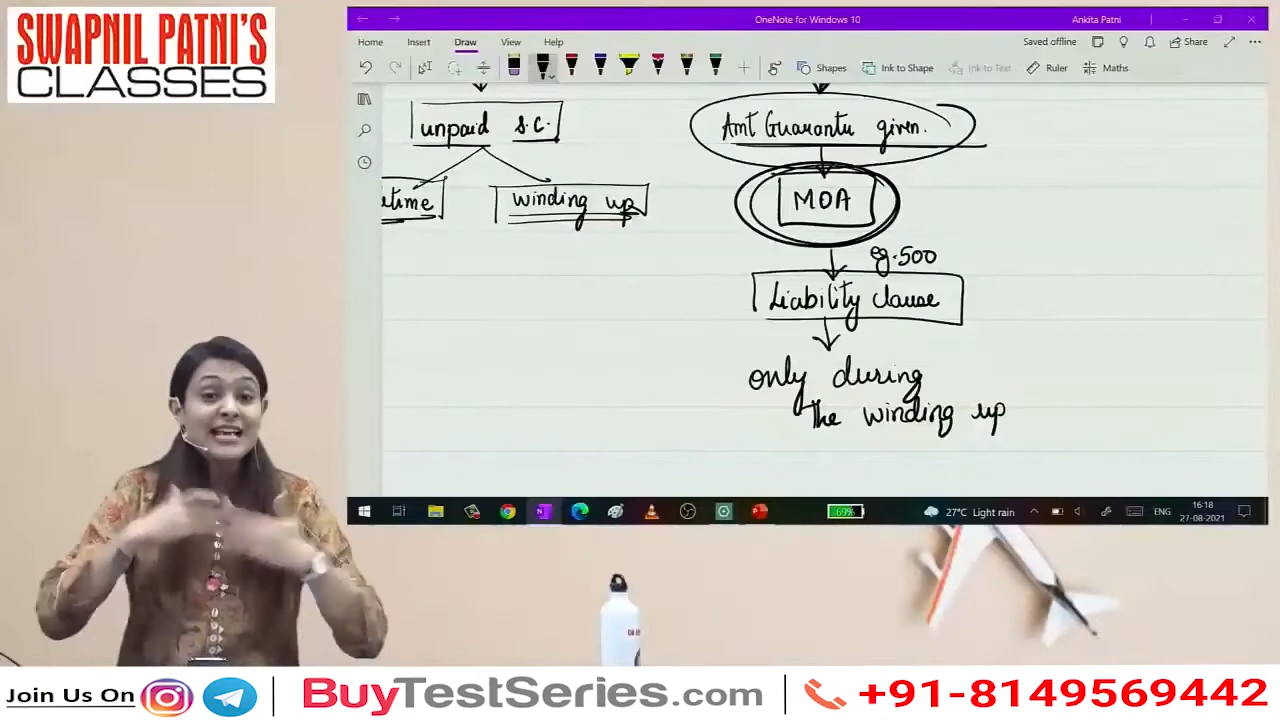 SWAPNIL PATNI'S
CLASSES
OneNote for Windows 10
Ankita Patni
Home Insert Draw View Help
Saved offline
Share
Shapes
Ink to Shape
Ink to Text
Ruler
Maths
unpaid S.C.
time
winding up
Amt Guarantu given.
MOA
eg. 500
Liability clause
only during
the winding up
69%
27°C Light rain
ENG
16:18
27-08-2021
Join Us On
BuyTestSeries.com
+91-8149569442